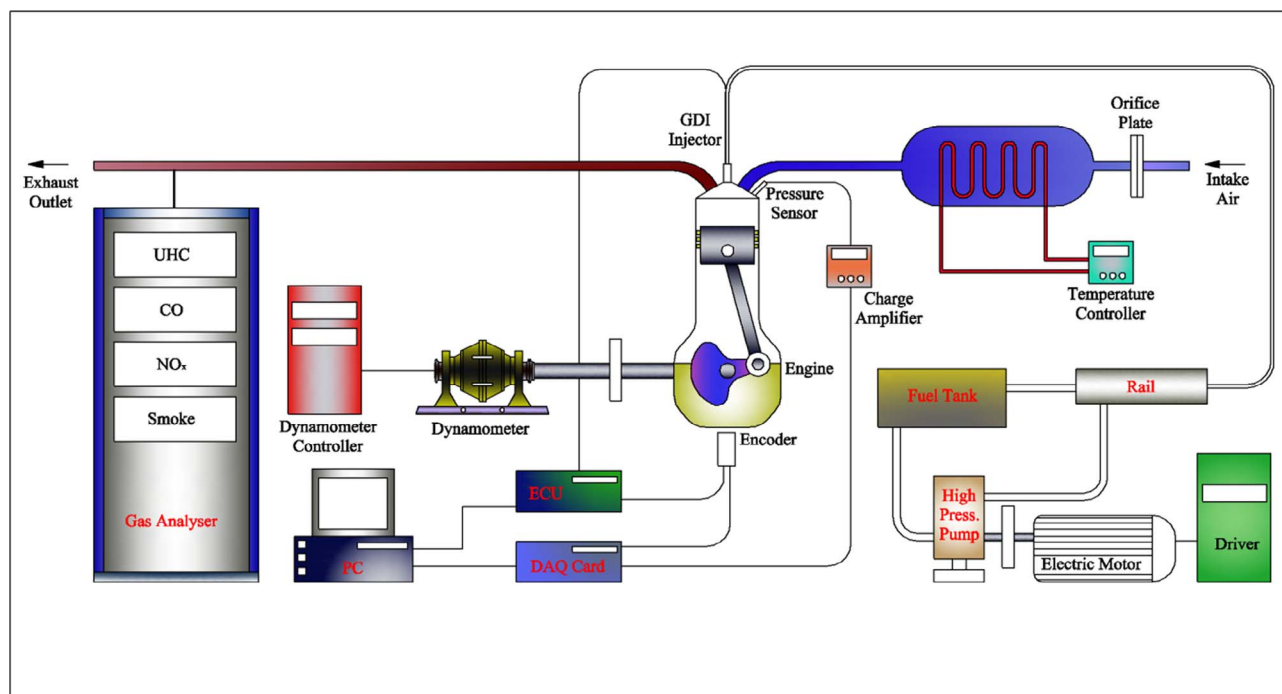 GDI
Injector
Orifice
Plate
Exhaust
Outlet
Pressure
Sensor
Intake
Air
UHC
CO
NOx
Smoke
Gas Analyser
Charge
Amplifier
Temperature
Controller
Engine
Dynamometer
Controller
Dynamometer
Encoder
Fuel Tank
Rail
ECU
PC
DAQ Card
High
Press.
Pump
Electric Motor
Driver